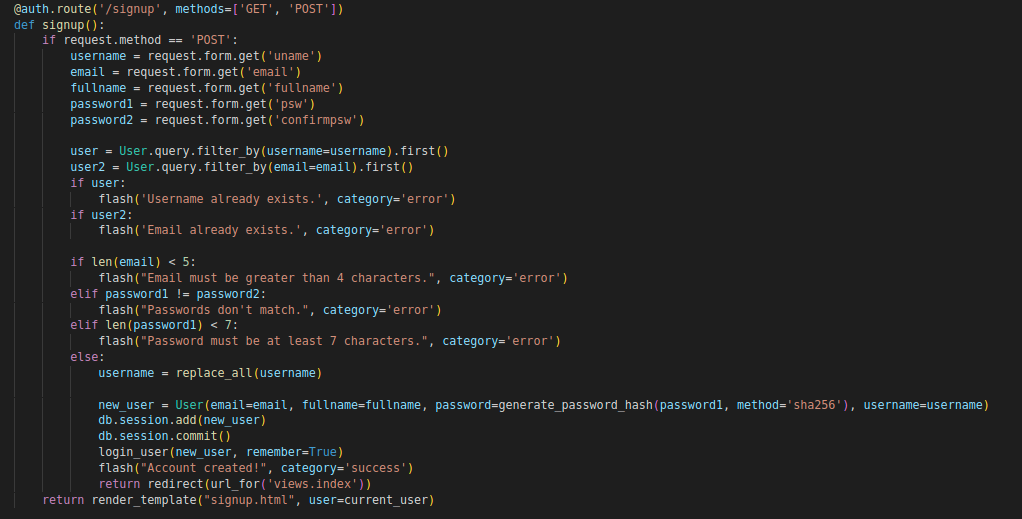 @auth.route('/signup', methods=['GET', 'POST'])
def signup():
    if request.method == 'POST':
        username = request.form.get('uname')
        email = request.form.get('email')
        fullname = request.form.get('fullname')
        password1 = request.form.get('psw')
        password2 = request.form.get('confirmpsw')

        user = User.query.filter_by(username=username).first()
        user2 = User.query.filter_by(email=email).first()
        if user:
            flash('Username already exists.', category='error')
        if user2:
            flash('Email already exists.', category='error')

        if len(email) < 5:
            flash("Email must be greater than 4 characters.", category='error')
        elif password1 != password2:
            flash("Passwords don't match.", category='error')
        elif len(password1) < 7:
            flash("Password must be at least 7 characters.", category='error')
        else:
            username = replace_all(username)

            new_user = User(email=email, fullname=fullname, password=generate_password_hash(password1, method='sha256'), username=username)
            db.session.add(new_user)
            db.session.commit()
            login_user(new_user, remember=True)
            flash("Account created!", category='success')
            return redirect(url_for('views.index'))
    return render_template("signup.html", user=current_user)